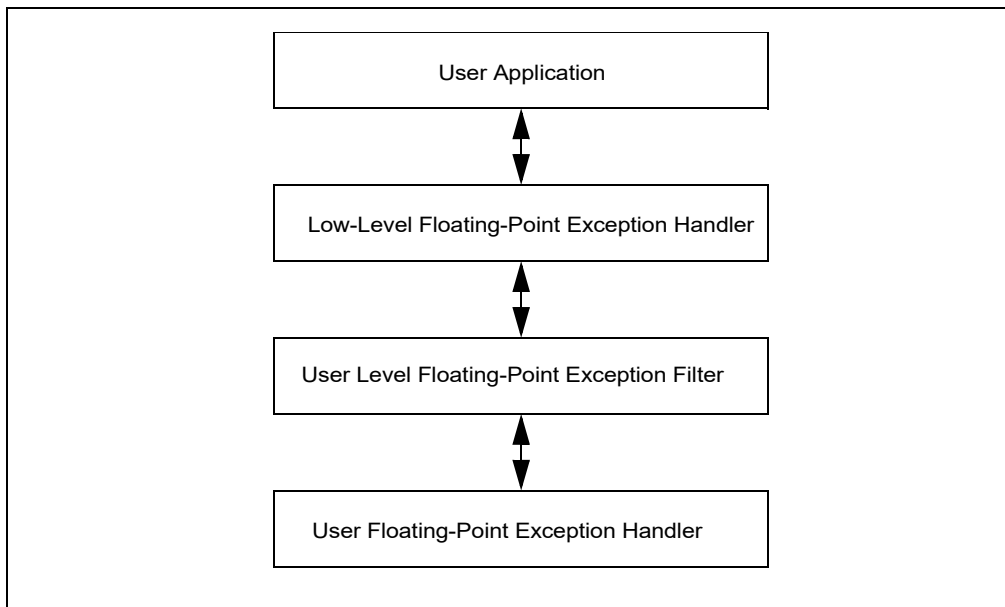 User Application
Low-Level Floating-Point Exception Handler
User Level Floating-Point Exception Filter
User Floating-Point Exception Handler